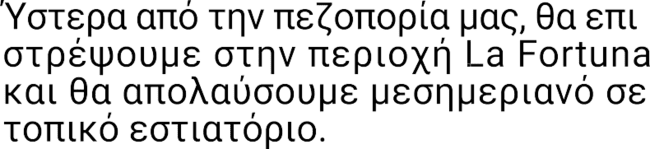 Ύστερα από την πεζοπορία μας, θα επι
στρέψουμε στην περιοχή La Fortuna
και θα απολαύσουμε μεσημεριανό σε
τοπικό εστιατόριο.